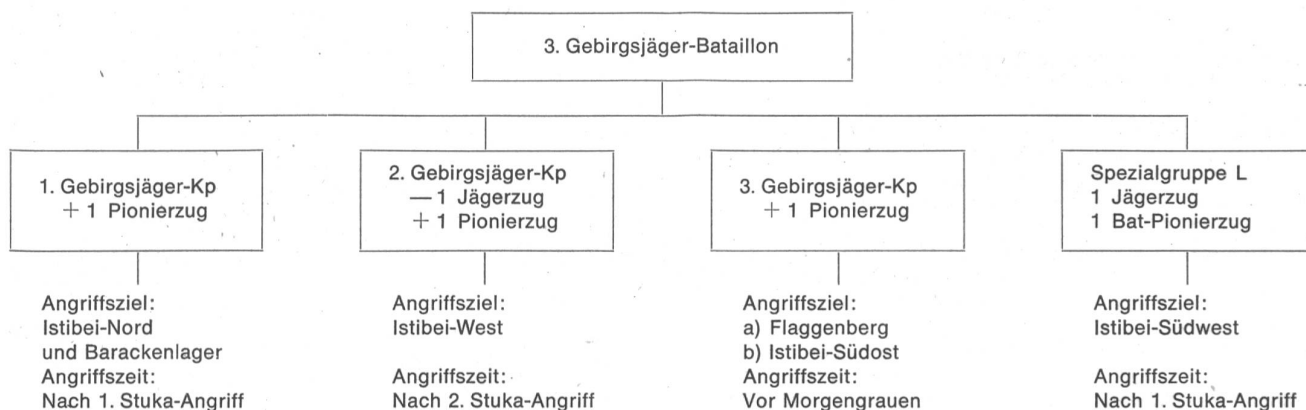 3. Gebirgsjäger-Bataillon
1. Gebirgsjäger-Kp
+ 1 Pionierzug
2. Gebirgsjäger-Kp
— 1 Jägerzug
+ 1 Pionierzug
3. Gebirgsjäger-Kp
+ 1 Pionierzug
Spezialgruppe L
1 Jägerzug
1 Bat-Pionierzug
Angriffsziel:
Istibei-Nord
und Barackenlager
Angriffszeit:
Nach 1. Stuka-Angriff
Angriffsziel:
Istibei-West
Angriffszeit:
Nach 2. Stuka-Angriff
Angriffsziel:
a) Flaggenberg
b) Istibei-Südost
Angriffszeit:
Vor Morgengrauen
Angriffsziel:
Istibei-Südwest
Angriffszeit:
Nach 1. Stuka-Angriff